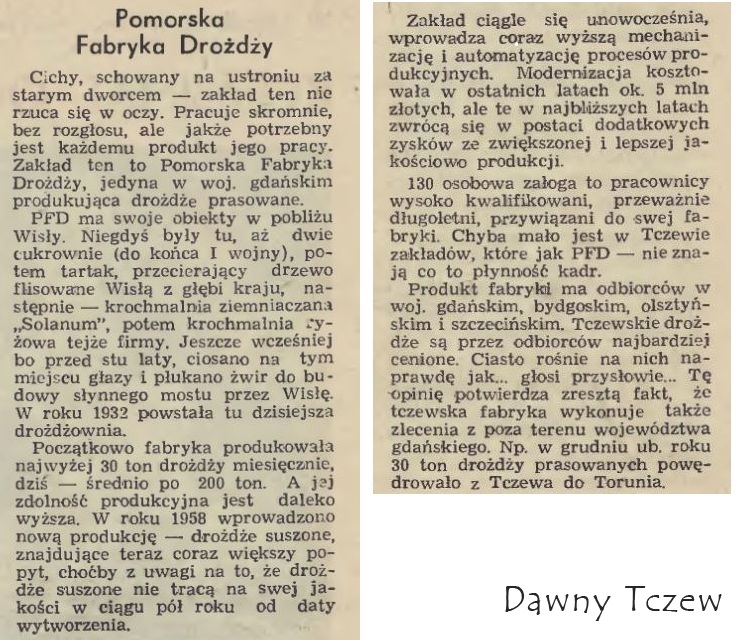 Pomorska
Fabryka Drożdży
Cichy, schowany na ustroniu za
starym dworcem — zakład ten nie
rzuca się w oczy. Pracuje skromnie,
bez rozgłosu, ale jakże potrzebny
jest każdemu produkt jego pracy.
Zakład ten to Pomorska Fabryka
Drożdży, jedyna w woj. gdańskim
produkująca drożdże prasowane.
PFD ma swoje obiekty w pobliżu
Wisły. Niegdyś były tu, aż dwie
cukrownie (do końca I wojny), po-
tem tartak, przecierający drzewo
flisowane Wisłą z głębi kraju, na-
stępnie — krochmalnia ziemniaczana
„Solanum”, potem krochmalnia ry-
żowa tejże firmy. Jeszcze wcześniej
bo przed stu laty, ciosano na tym
miejscu głazy i płukano żwir do bu-
dowy słynnego mostu przez Wisłę.
W roku 1932 powstała tu dzisiejsza
drożdżownia.
Początkowo fabryka produkowała
najwyżej 30 ton drożdży miesięcznie,
dziś — średnio po 200 ton. A jej
zdolność produkcyjna jest daleko
wyższa. W roku 1958 wprowadzono
nową produkcję — drożdże suszone,
znajdujące teraz coraz większy po-
pyt, choćby z uwagi na to, że droż-
dże suszone nie tracą na swej ja-
kości w ciągu pół roku od daty
wytworzenia.
Zakład ciągle się unowocześnia,
wprowadza coraz wyższą mechani-
zację i automatyzację procesów pro-
dukcyjnych. Modernizacja koszto-
wała w ostatnich latach ok. 5 mln
złotych, ale te w najbliższych latach
zwrócą się w postaci dodatkowych
zysków ze zwiększonej i lepszej ja-
kościowo produkcji.
130 osobowa załoga to pracownicy
wysoko kwalifikowani, przeważnie
długoletni, przywiązani do swej fa-
bryki. Chyba mało jest w Tczewie
zakładów, które jak PFD — nie zna-
ją co to płynność kadr.
Produkt fabryki ma odbiorców w
woj. gdańskim, bydgoskim, olsztyń-
skim i szczecińskim. Tczewskie droż-
dże są przez odbiorców najbardziej
cenione. Ciasto rośnie na nich na-
prawdę jak... głosi przysłowie... Tę
opinię potwierdza zresztą fakt, że
tczewska fabryka wykonuje także
zlecenia z poza terenu województwa
gdańskiego. Np. w grudniu ub. roku
30 ton drożdży prasowanych powę-
drowało z Tczewa do Torunia.
Dawny Tczew